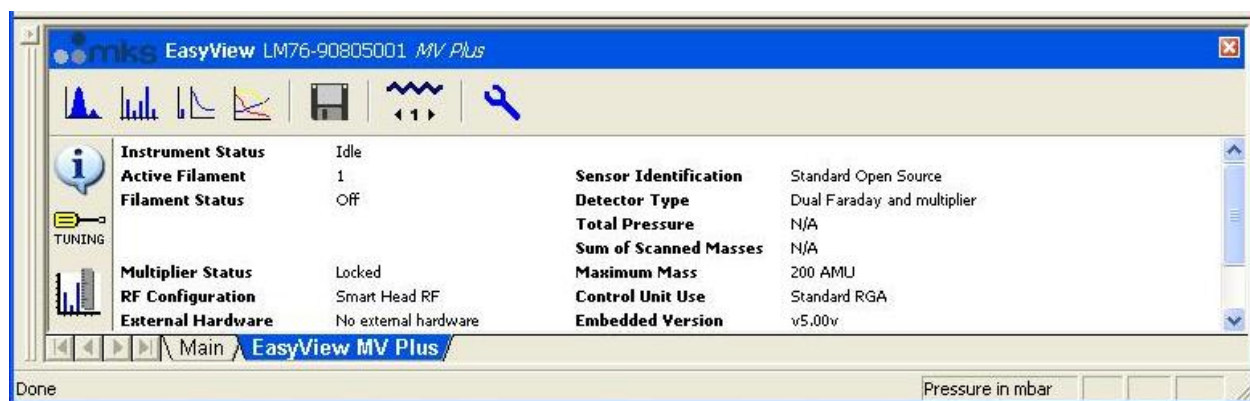 mks EasyView LM76-90805001 MV Plus
1
Instrument Status Idle
Active Filament 1 Sensor Identification Standard Open Source
Filament Status Off Detector Type Dual Faraday and multiplier
Total Pressure N/A
TUNING
Sum of Scanned Masses N/A
Multiplier Status Locked Maximum Mass 200 AMU
RF Configuration Smart Head RF Control Unit Use Standard RGA
External Hardware No external hardware Embedded Version v5.00v
Main EasyView MV Plus
Done Pressure in mbar